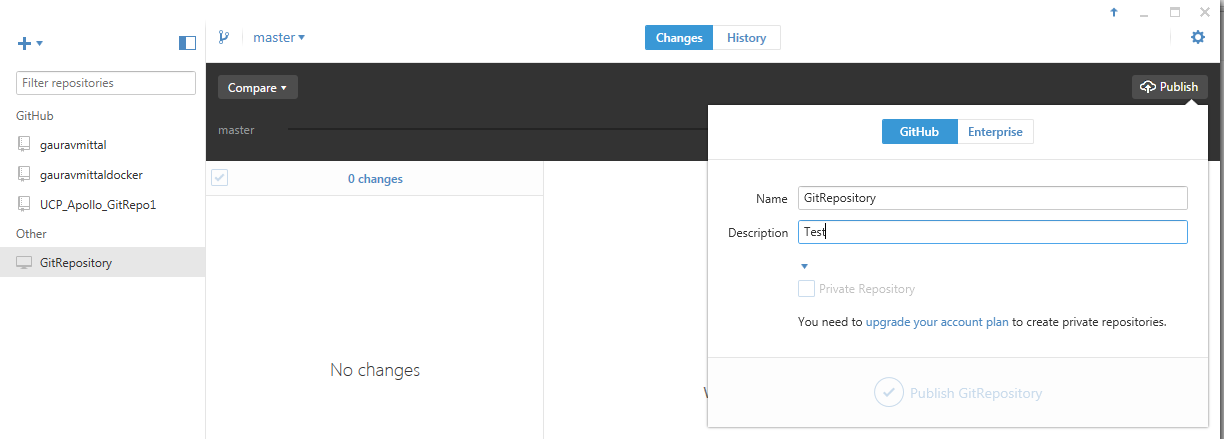 master
Changes
History
Filter repositories
GitHub
gauravmittal
gauravmittaldocker
UCP_Apollo_GitRepo1
Other
GitRepository
Compare
Publish
master
0 changes
No changes
GitHub
Enterprise
Name
GitRepository
Description
Test
Private Repository
You need to upgrade your account plan to create private repositories.
Publish GitRepository